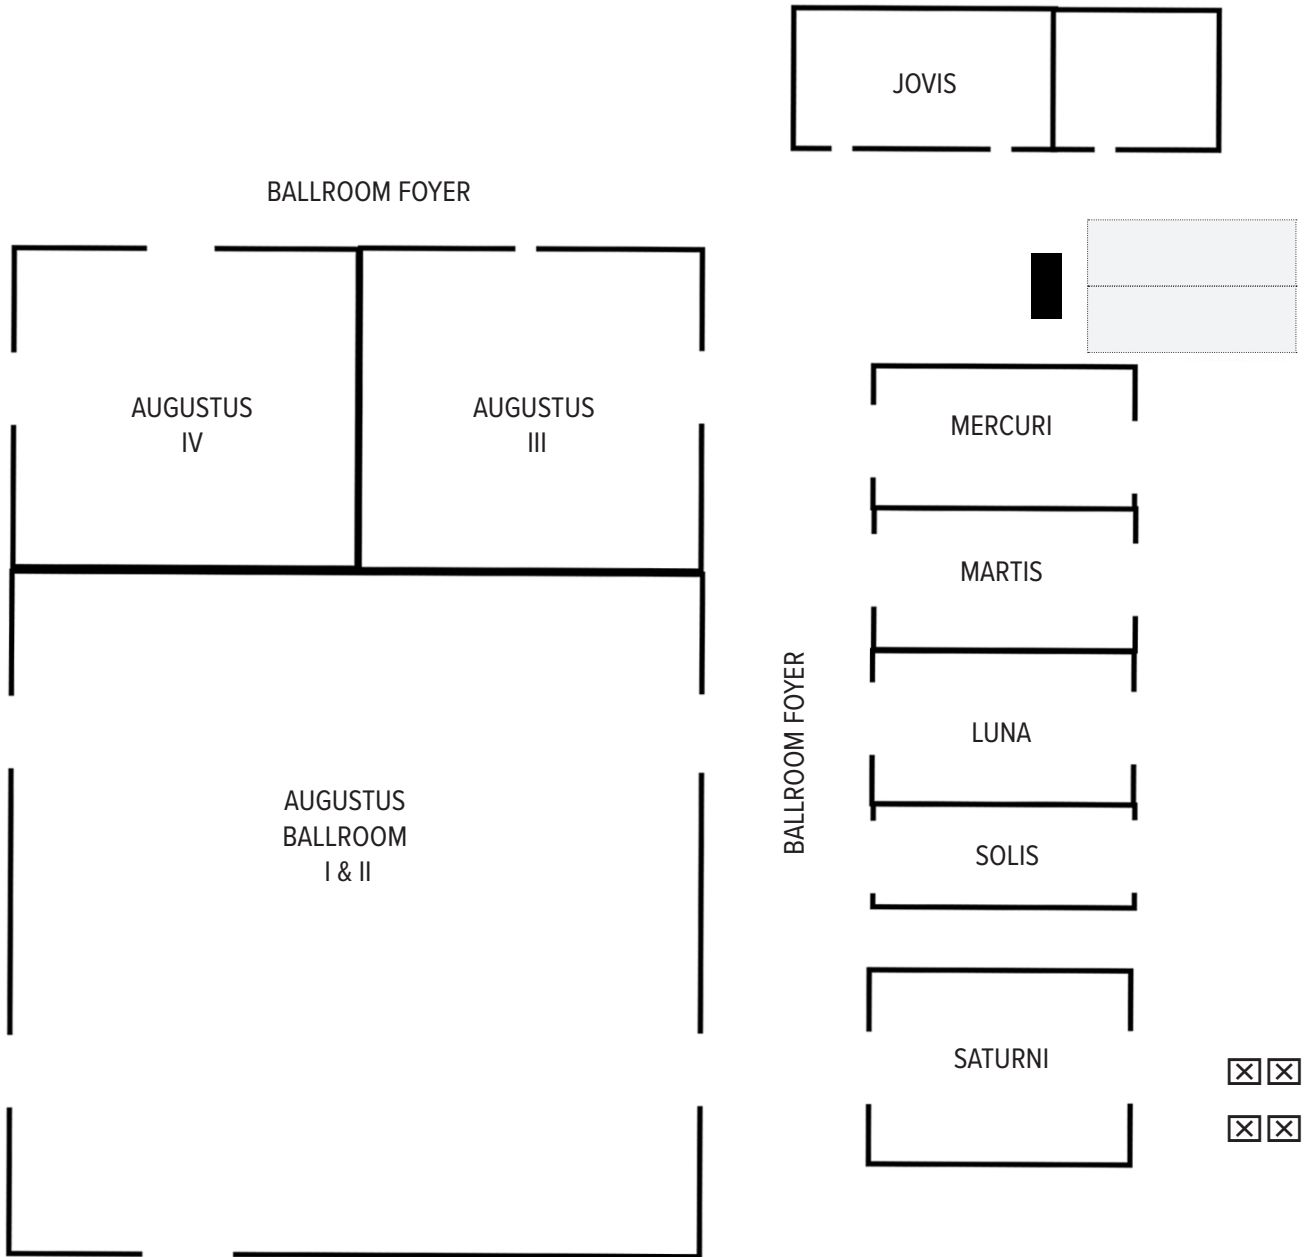 JOVIS
BALLROOM FOYER
AUGUSTUS
IV
AUGUSTUS
III
MERCURI
MARTIS
BALLROOM FOYER
LUNA
AUGUSTUS
BALLROOM
I & II
SOLIS
SATURNI